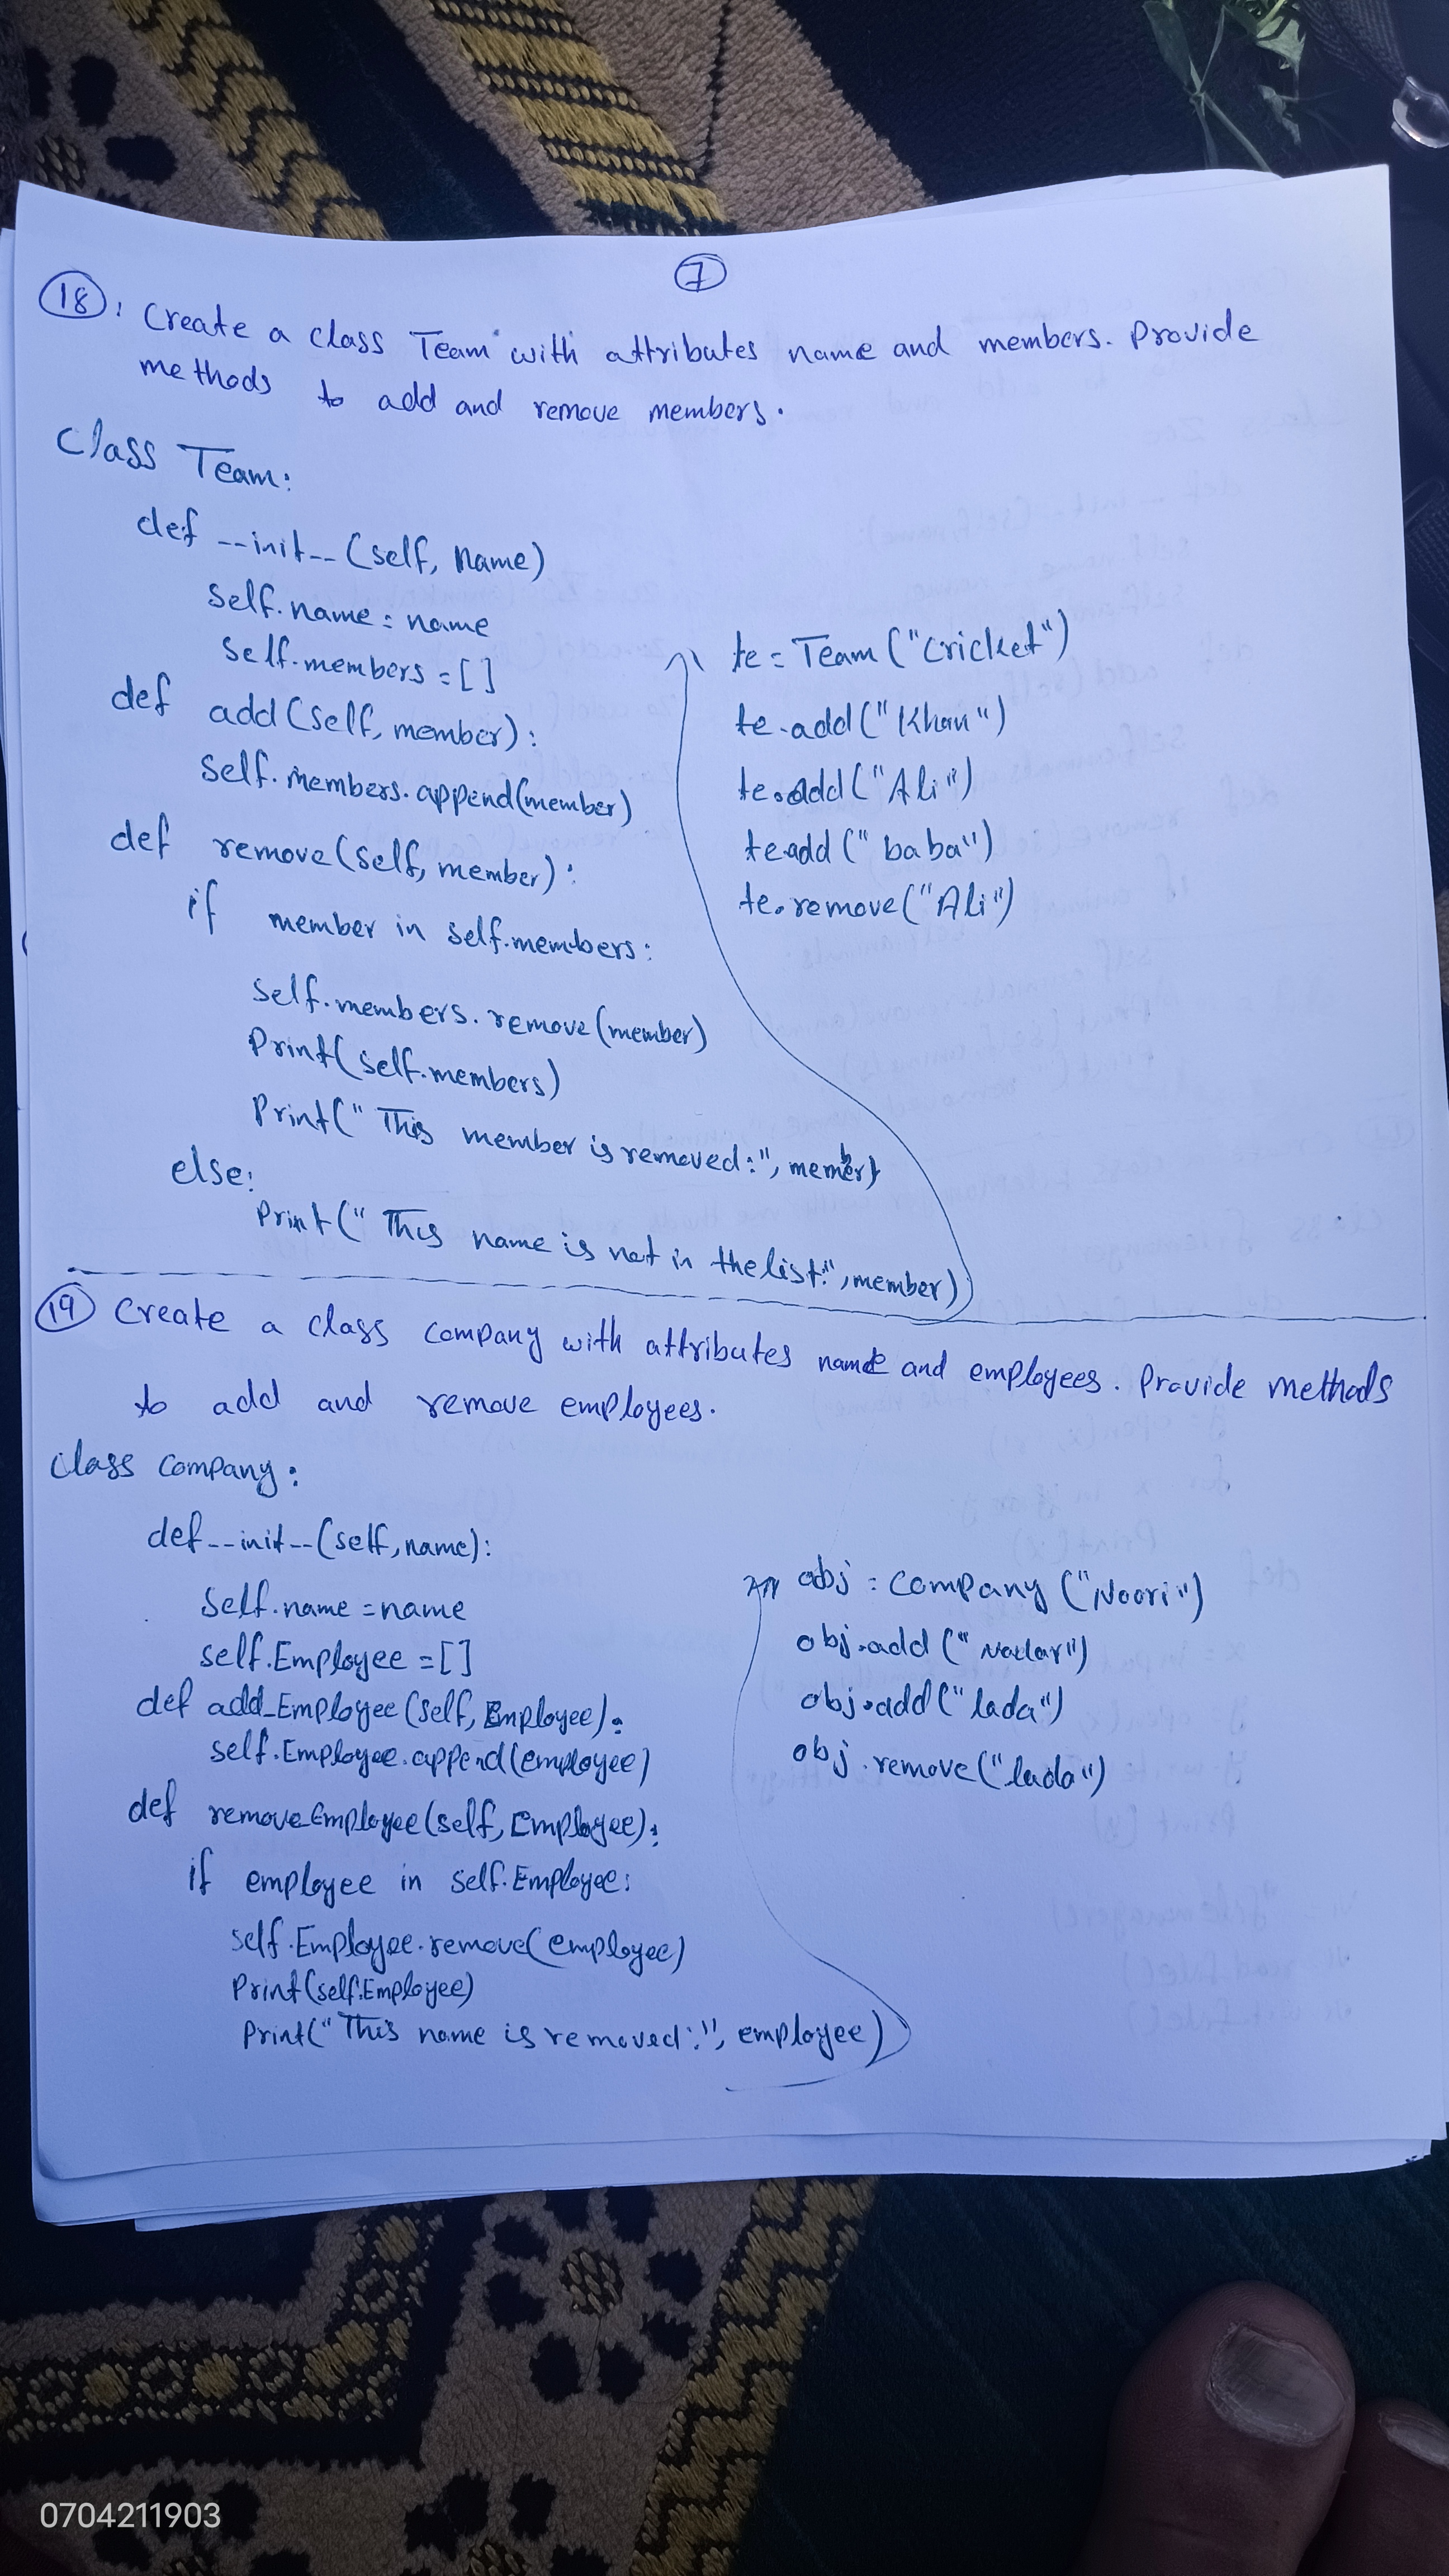 7
18: Create a class Team with attributes name and members. Provide
methods to add and remove members.
Class Team:
def __init__(self, Name)
self.name = name
self.members = []
def add(self, member):
self.members.append(member)
def remove(self, member):
if member in self.members:
self.members.remove(member)
Print(self.members)
Print("This member is removed:", member)
else:
Print("This name is not in the list:", member)
te = Team("Cricket")
te.add("Khan")
te.add("Ali")
te.add("baba")
te.remove("Ali")
19 Create a class Company with attributes name and employees. Provide methods
to add and remove employees.
Class Company:
def __init__(self, name):
Self.name = name
self.Employee = []
def add_Employee(self, Employee):
self.Employee.append(employee)
def remove_Employee(self, Employee):
if employee in self.Employee:
self.Employee.remove(employee)
Print(self.Employee)
Print("This name is removed:", employee)
obj = Company("Noori")
obj.add("Nadar")
obj.add("lada")
obj.remove("lada")
0704211903